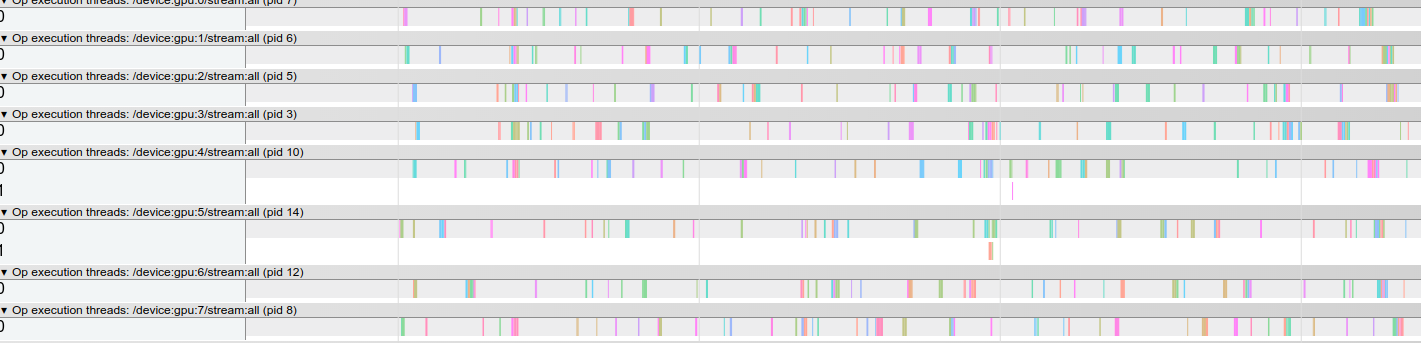 ▼ Op execution threads: /device:gpu:0/stream:all (pid 7)
0
▼ Op execution threads: /device:gpu:1/stream:all (pid 6)
0
▼ Op execution threads: /device:gpu:2/stream:all (pid 5)
0
▼ Op execution threads: /device:gpu:3/stream:all (pid 3)
0
▼ Op execution threads: /device:gpu:4/stream:all (pid 10)
0
1
▼ Op execution threads: /device:gpu:5/stream:all (pid 14)
0
1
▼ Op execution threads: /device:gpu:6/stream:all (pid 12)
0
▼ Op execution threads: /device:gpu:7/stream:all (pid 8)
0